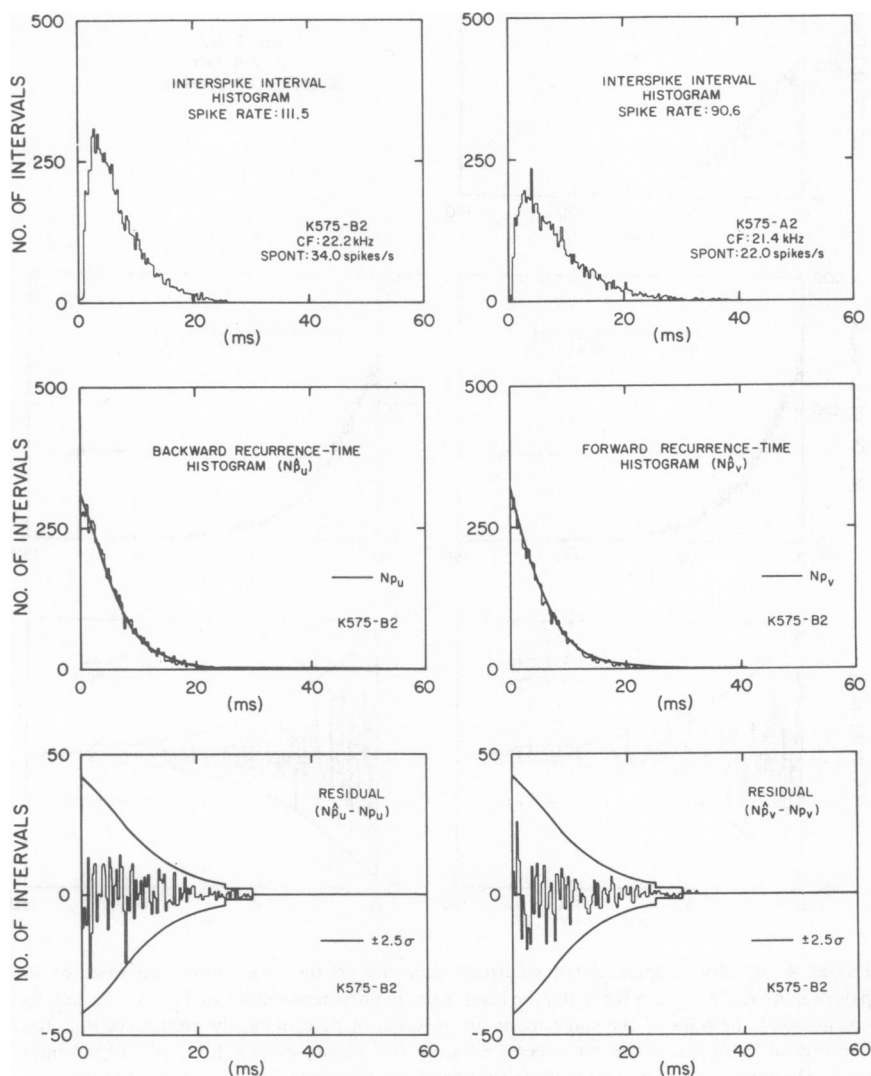 500
NO. OF INTERVALS
250
0
INTERSPIKE INTERVAL
HISTOGRAM
SPIKE RATE: 111.5
K575-B2
CF: 22.2 kHz
SPONT: 34.0 spikes/s
0 20 40 60
(ms)
500
250
0
INTERSPIKE INTERVAL
HISTOGRAM
SPIKE RATE: 90.6
K575-A2
CF: 21.4 kHz
SPONT: 22.0 spikes/s
0 20 40 60
(ms)
500
NO. OF INTERVALS
250
0
BACKWARD RECURRENCE-TIME
HISTOGRAM (Np̂u)
Npu
K575-B2
0 20 40 60
(ms)
500
250
0
FORWARD RECURRENCE-TIME
HISTOGRAM (Np̂v)
Npv
K575-B2
0 20 40 60
(ms)
50
NO. OF INTERVALS
0
-50
RESIDUAL
(Np̂u - Npu)
±2.5σ
K575-B2
0 20 40 60
(ms)
50
0
-50
RESIDUAL
(Np̂v - Npv)
±2.5σ
K575-B2
0 20 40 60
(ms)